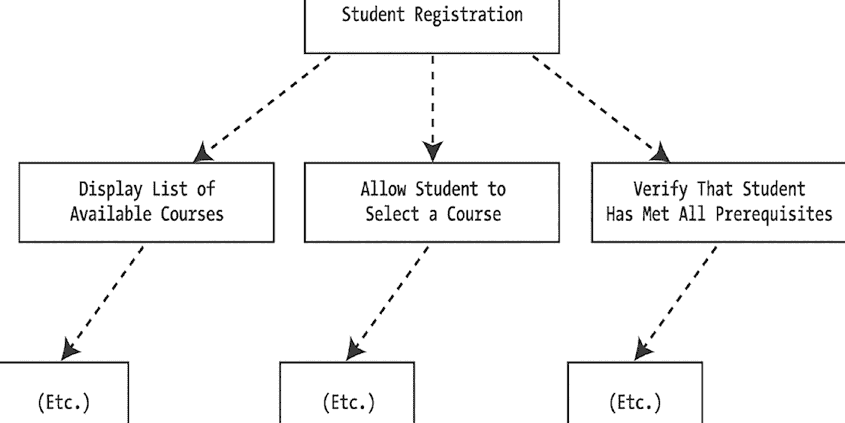 Student Registration
Display List of
Available Courses
Allow Student to
Select a Course
Verify That Student
Has Met All Prerequisites
(Etc.)
(Etc.)
(Etc.)